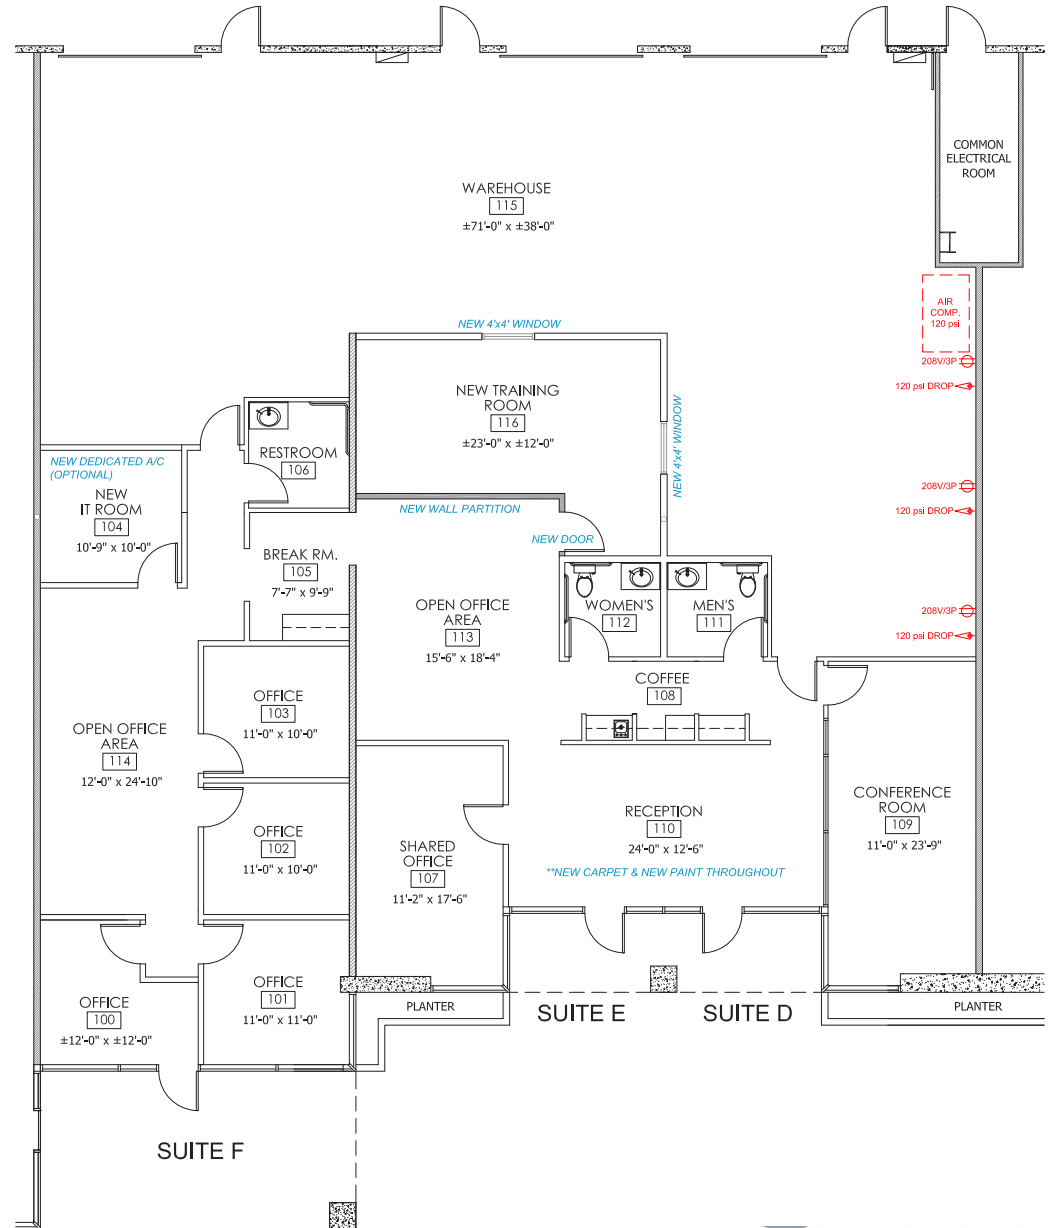 COMMON
ELECTRICAL
ROOM
WAREHOUSE
115
±71'-0" x ±38'-0"
AIR
COMP.
120 psi
NEW 4'x4' WINDOW
208V/3P
120 psi DROP
NEW TRAINING
ROOM
116
±23'-0" x ±12'-0"
NEW 4'x4' WINDOW
RESTROOM
106
NEW DEDICATED A/C
(OPTIONAL)
NEW
IT ROOM
104
10'-9" x 10'-0"
208V/3P
120 psi DROP
NEW WALL PARTITION
NEW DOOR
BREAK RM.
105
7'-7" x 9'-9"
OPEN OFFICE
AREA
113
15'-6" x 18'-4"
WOMEN'S
112
MEN'S
111
208V/3P
120 psi DROP
COFFEE
108
OFFICE
103
11'-0" x 10'-0"
OPEN OFFICE
AREA
114
12'-0" x 24'-10"
CONFERENCE
ROOM
109
11'-0" x 23'-9"
RECEPTION
110
24'-0" x 12'-6"
**NEW CARPET & NEW PAINT THROUGHOUT
OFFICE
102
11'-0" x 10'-0"
SHARED
OFFICE
107
11'-2" x 17'-6"
OFFICE
101
11'-0" x 11'-0"
OFFICE
100
±12'-0" x ±12'-0"
PLANTER
SUITE E
SUITE D
PLANTER
SUITE F